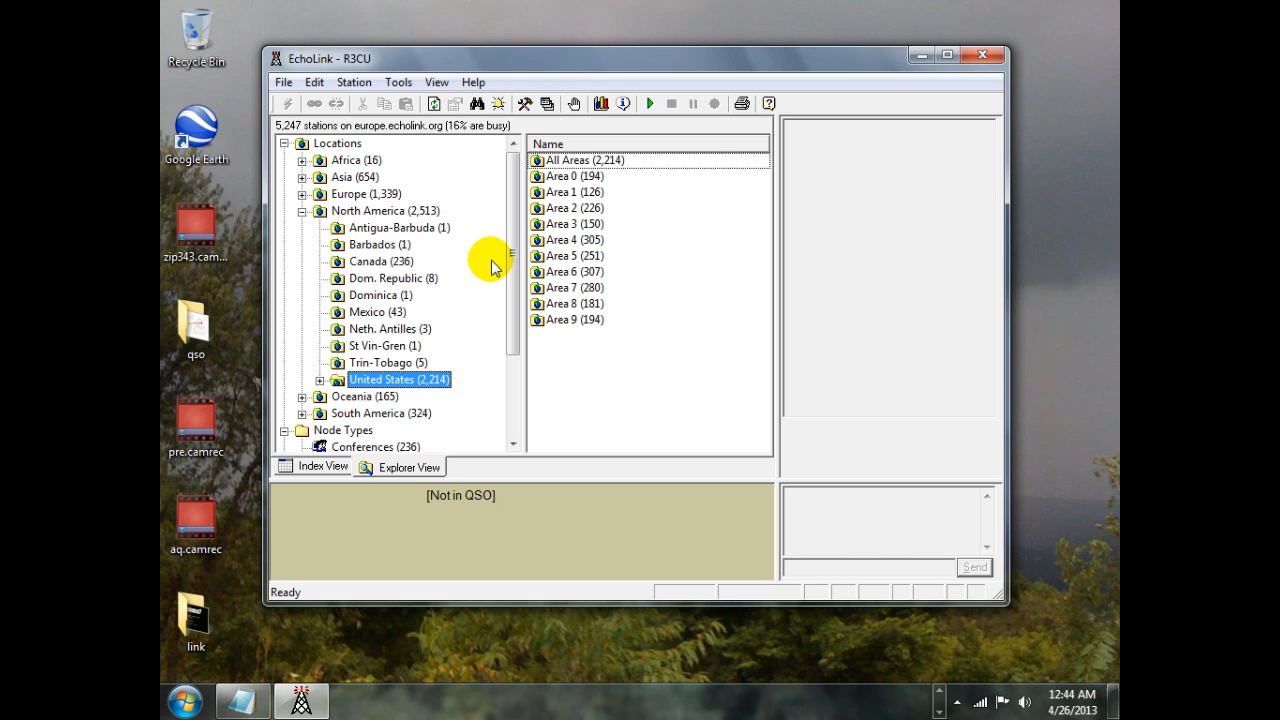 Recycle Bin
Google Earth
zip343.cam...
qso
pre.camrec
aq.camrec
link
EchoLink - R3CU
File Edit Station Tools View Help
5,247 stations on europe.echolink.org (16% are busy)
Locations
Africa (16)
Asia (654)
Europe (1,339)
North America (2,513)
Antigua-Barbuda (1)
Barbados (1)
Canada (236)
Dom. Republic (8)
Dominica (1)
Mexico (43)
Neth. Antilles (3)
St Vin-Gren (1)
Trin-Tobago (5)
United States (2,214)
Oceania (165)
South America (324)
Node Types
Conferences (236)
Name
All Areas (2,214)
Area 0 (194)
Area 1 (126)
Area 2 (226)
Area 3 (150)
Area 4 (305)
Area 5 (251)
Area 6 (307)
Area 7 (280)
Area 8 (181)
Area 9 (194)
Index View Explorer View
[Not in QSO]
Send
Ready
12:44 AM
4/26/2013